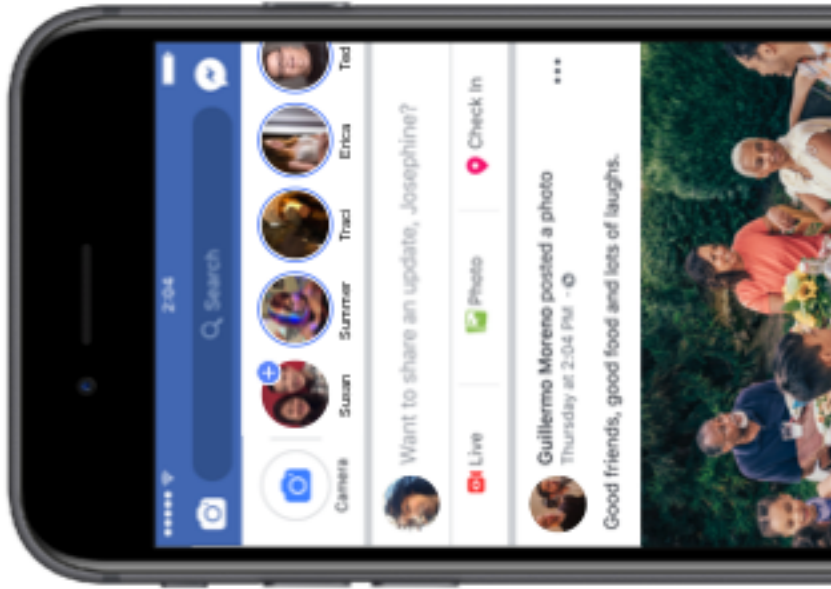 2:04
Search
Camera
Susan
Summer
Traci
Erica
Ted
Want to share an update, Josephine?
Live
Photo
Check In
Guillermo Moreno posted a photo
Thursday at 2:04 PM ·
Good friends, good food and lots of laughs.